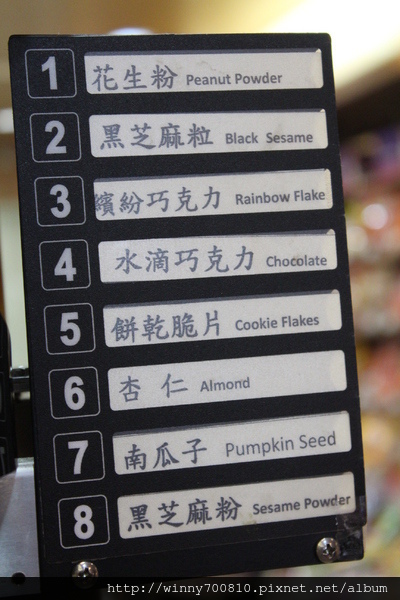 1 花生粉 Peanut Powder
2 黑芝麻粒 Black Sesame
3 繽紛巧克力 Rainbow Flake
4 水滴巧克力 Chocolate
5 餅乾脆片 Cookie Flakes
6 杏仁 Almond
7 南瓜子 Pumpkin Seed
8 黑芝麻粉 Sesame Powder
http://winny700810.pixnet.net/album